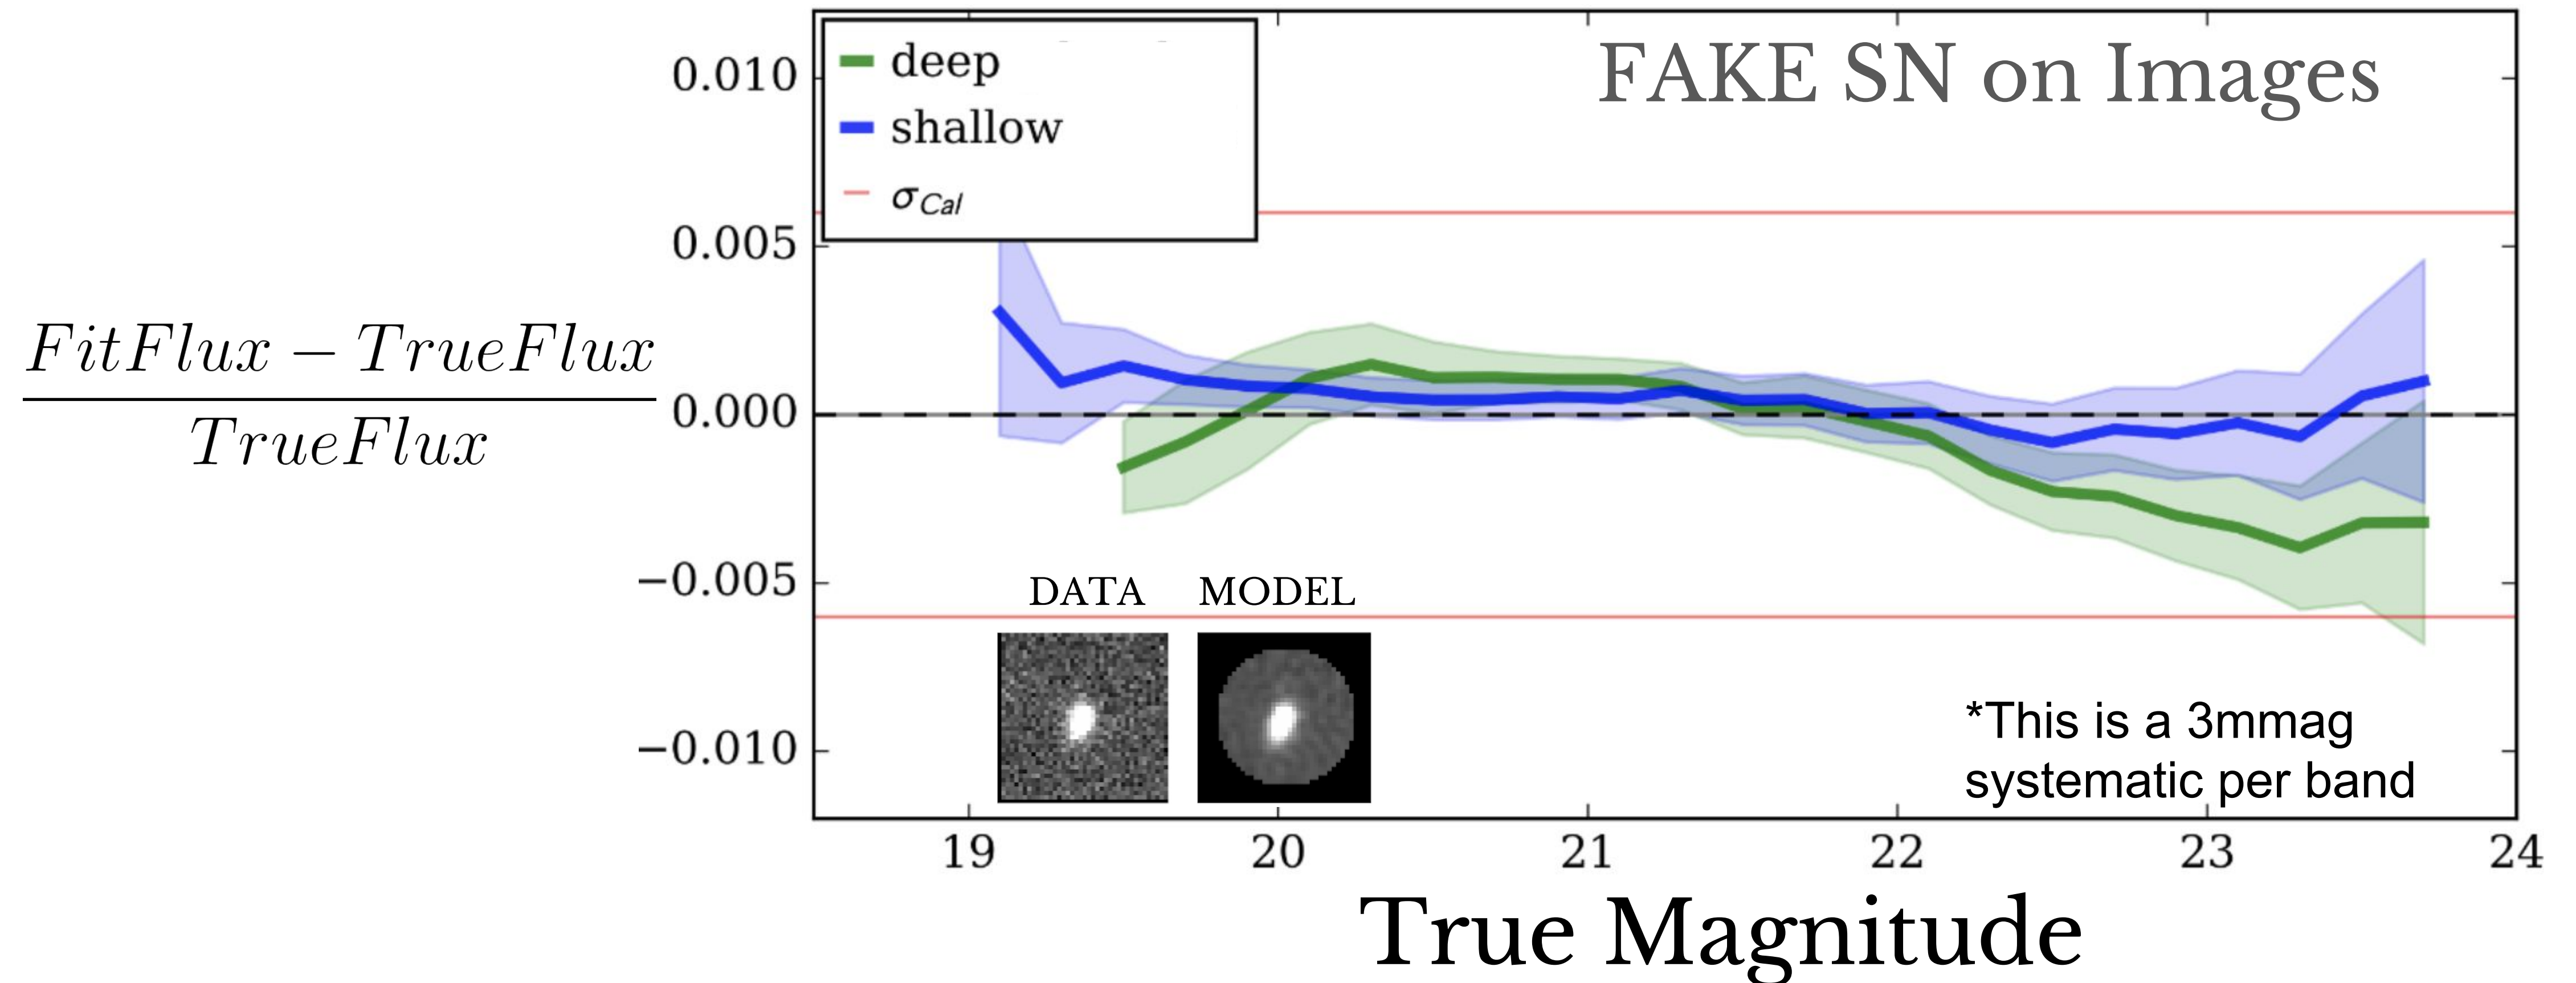 FAKE SN on Images
deep
shallow
σCal
0.010
0.005
0.000
−0.005
−0.010
FitFlux − TrueFlux
TrueFlux
DATA MODEL
*This is a 3mmag
systematic per band
19 20 21 22 23 24
True Magnitude